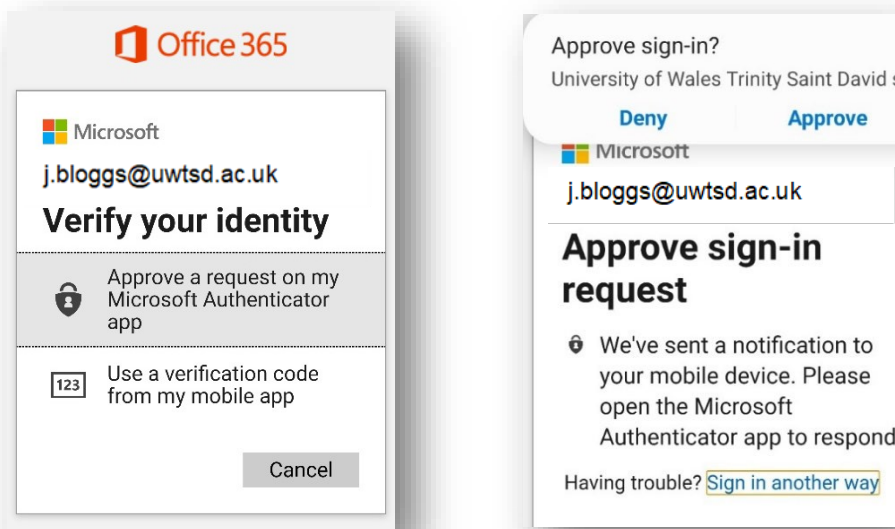 Office 365
Microsoft
j.bloggs@uwtsd.ac.uk
Verify your identity
Approve a request on my
Microsoft Authenticator
app
123
Use a verification code
from my mobile app
Cancel
Approve sign-in?
University of Wales Trinity Saint David s
Deny Approve
Microsoft
j.bloggs@uwtsd.ac.uk
Approve sign-in
request
We've sent a notification to
your mobile device. Please
open the Microsoft
Authenticator app to respond
Having trouble? Sign in another way